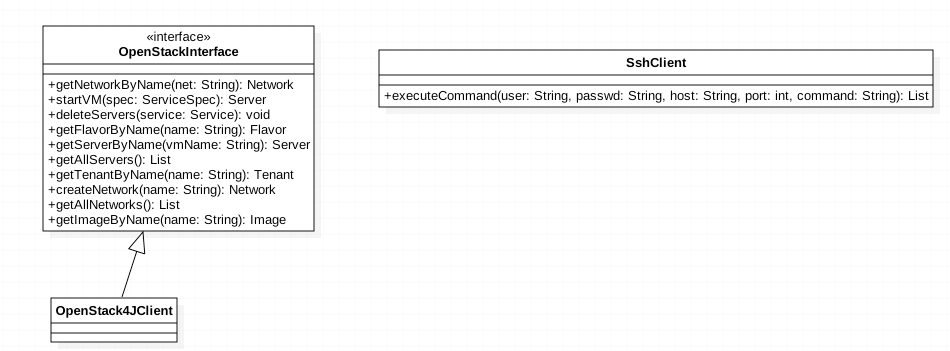 «interface»
OpenStackInterface
+getNetworkByName(net: String): Network
+startVM(spec: ServiceSpec): Server
+deleteServers(service: Service): void
+getFlavorByName(name: String): Flavor
+getServerByName(vmName: String): Server
+getAllServers(): List
+getTenantByName(name: String): Tenant
+createNetwork(name: String): Network
+getAllNetworks(): List
+getImageByName(name: String): Image
SshClient
+executeCommand(user: String, passwd: String, host: String, port: int, command: String): List
OpenStack4JClient